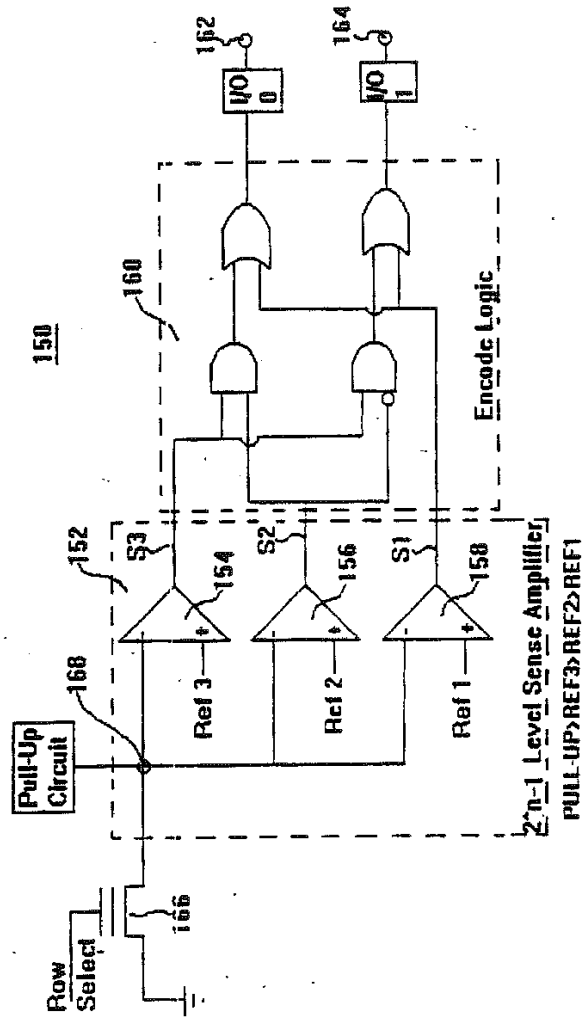 150
Row
Select
166
Pull-Up
Circuit
168
152
Ref 3
Ref 2
Ref 1
-
+
-
+
-
+
154
156
158
S3
S2
S1
160
Encode Logic
I/O
0
I/O
1
162
164
2^n-1 Level Sense Amplifier
PULL-UP>REF3>REF2>REF1